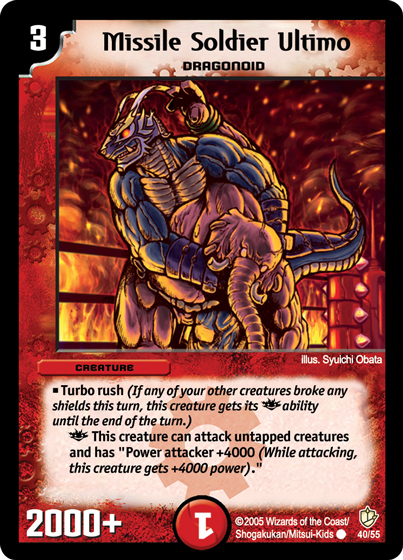 3 Missile Soldier Ultimo
DRAGONOID
illus. Syuichi Obata
CREATURE
▪ Turbo rush (If any of your other creatures broke any
shields this turn, this creature gets its ability
until the end of the turn.)
This creature can attack untapped creatures
and has "Power attacker +4000 (While attacking,
this creature gets +4000 power)."
2000+
1
©2005 Wizards of the Coast/
Shogakukan/Mitsui-Kids ● 40/55